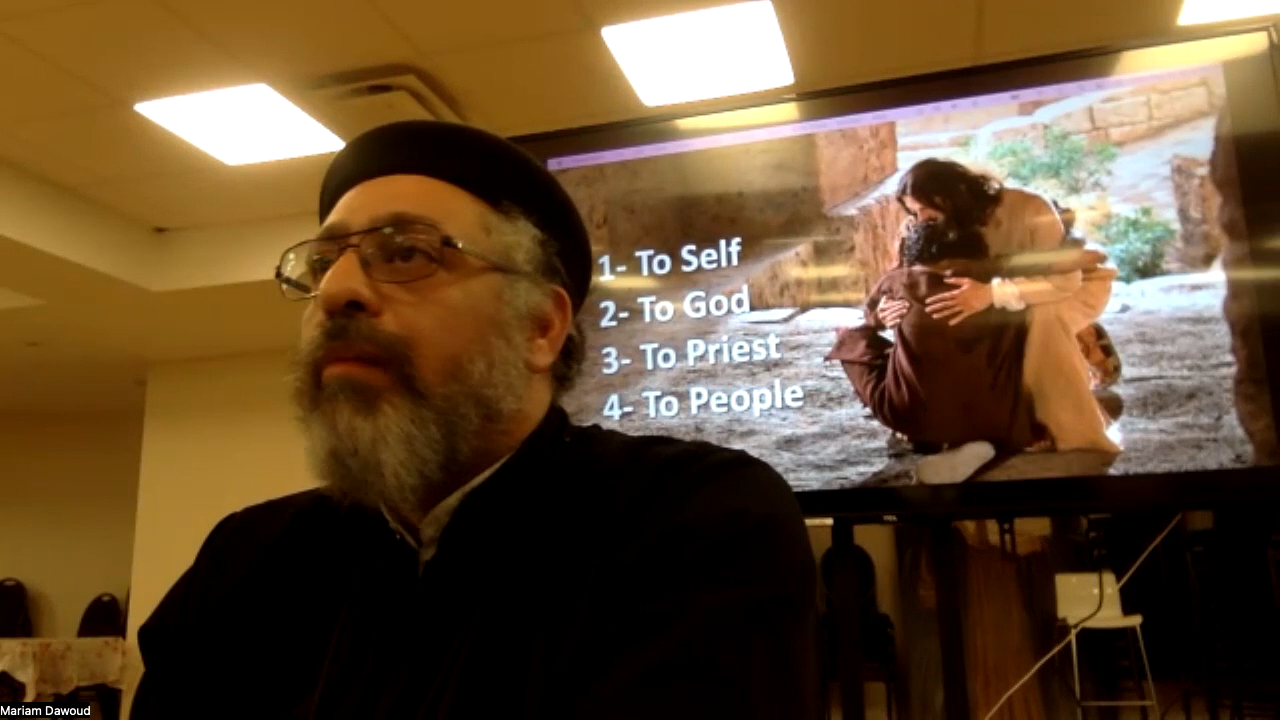 1- To Self
2- To God
3- To Priest
4- To People
Mariam Dawoud